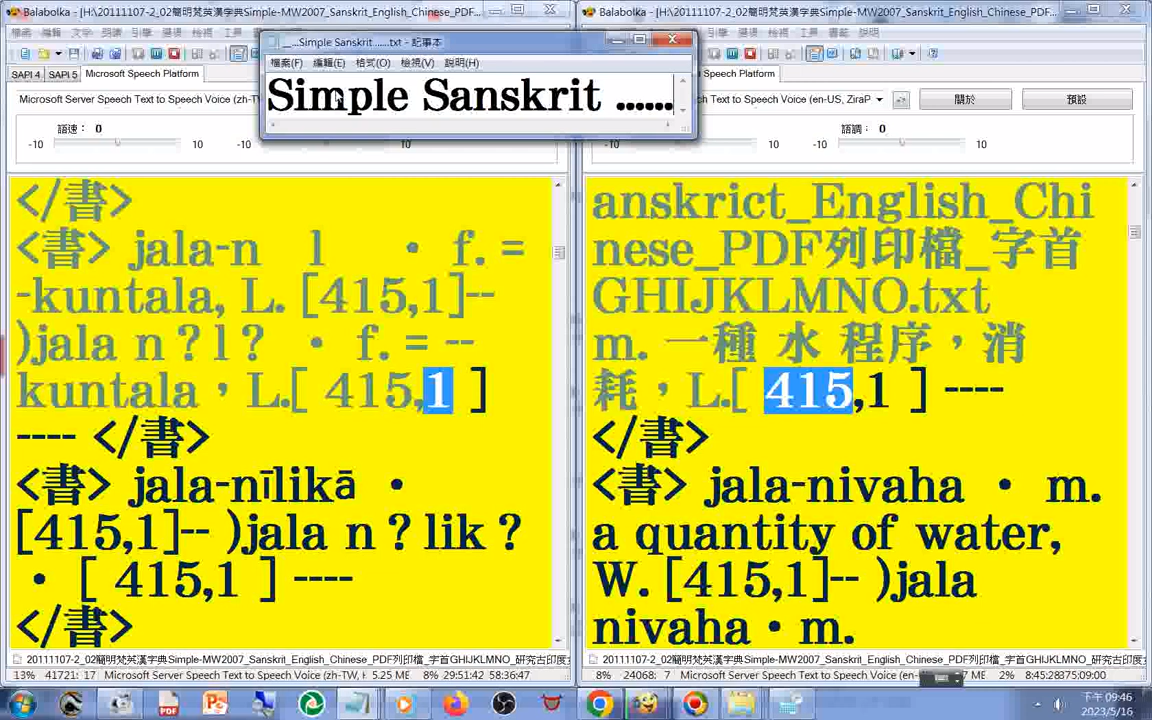 Balabolka - [H:\20111107-2_02簡明梵英漢字典Simple-MW2007_Sanskrit_English_Chinese_PDF...
Balabolka - [H:\20111107-2_02簡明梵英漢字典Simple-MW2007_Sanskrit_English_Chinese_PDF...
__...Simple Sanskrit......txt - 記事本
檔案(F) 編輯(E) 格式(O) 檢視(V) 說明(H)
Simple Sanskrit ......
SAPI 4 SAPI 5 Microsoft Speech Platform
Speech Platform
Microsoft Server Speech Text to Speech Voice (zh-TW
Microsoft Server Speech Text to Speech Voice (en-US, ZiraP
關於
預設
語速： 0
語調： 0
-10 10 10
-10 10
</書>
<書> jala-n l • f. =
-kuntala, L. [415,1]--
)jala n？l？ • f. = --
kuntala，L.[ 415,1 ]
---- </書>
<書> jala-nīlikā •
[415,1]-- )jala n？lik？
• [ 415,1 ] ----
</書>
anskrict_English_Chi
nese_PDF列印檔_字首
GHIJKLMNO.txt
m. 一種 水 程序，消
耗，L.[ 415,1 ] ----
</書>
<書> jala-nivaha • m.
a quantity of water,
W. [415,1]-- )jala
nivaha • m.
20111107-2_02簡明梵英漢字典Simple-MW2007_Sanskrit_English_Chinese_PDF列印檔_字首GHIJKLMNO_研究古印度
20111107-2_02簡明梵英漢字典Simple-MW2007_Sanskrit_English_Chinese_PDF列印檔_字首GHIJKLMNO_研究古印度
13% 41721: 17 Microsoft Server Speech Text to Speech Voice (zh-TW, H 5.25 ME 8% 29:51:42 58:36:47
8% 24068: 7 Microsoft Server Speech Text to Speech 2% 8:45:28 375:09:00
下午 09:46
2023/5/16